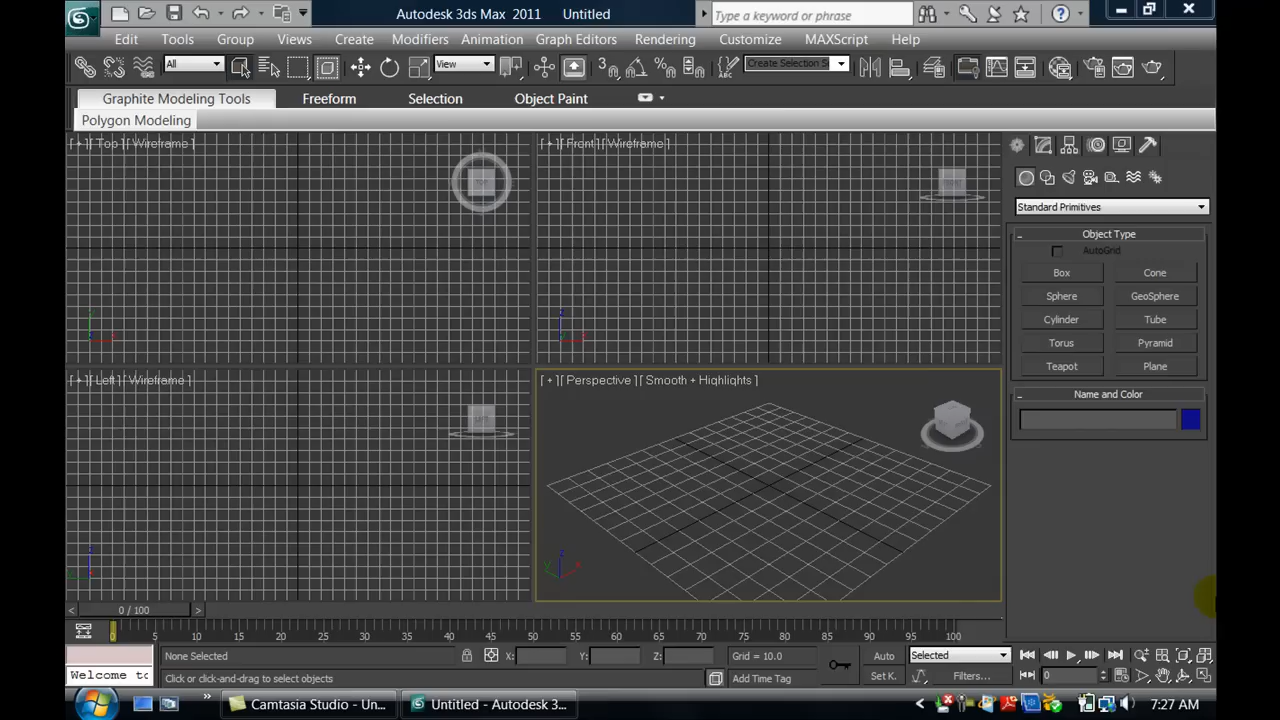 Autodesk 3ds Max 2011 Untitled
Type a keyword or phrase
Edit Tools Group Views Create Modifiers Animation Graph Editors Rendering Customize MAXScript Help
All View Create Selection S
Graphite Modeling Tools Freeform Selection Object Paint
Polygon Modeling
[ + ][ Top ][ Wireframe ]
[ + ][ Front ][ Wireframe ]
Standard Primitives
- Object Type
AutoGrid
Box Cone
Sphere GeoSphere
Cylinder Tube
Torus Pyramid
Teapot Plane
- Name and Color
[ + ][ Left ][ Wireframe ]
[ + ][ Perspective ][ Smooth + Highlights ]
< 0 / 100 >
0 5 10 15 20 25 30 35 40 45 50 55 60 65 70 75 80 85 90 95 100
None Selected X: Y: Z: Grid = 10.0 Auto Selected
Welcome to Click or click-and-drag to select objects Add Time Tag Set K. Filters... 0
Camtasia Studio - Un... Untitled - Autodesk 3... 7:27 AM